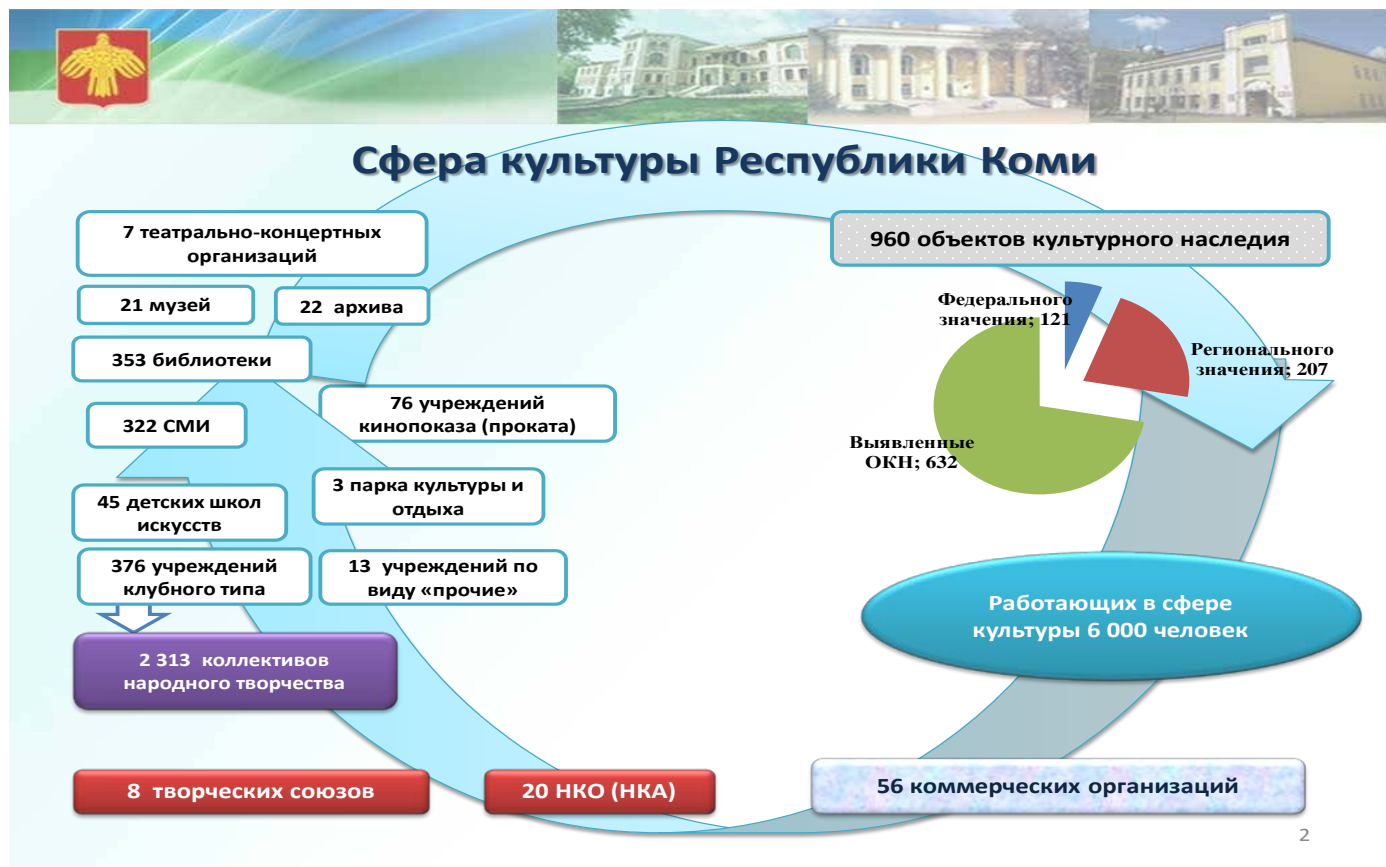 Сфера культуры Республики Коми
7 театрально-концертных
организаций
21 музей
22 архива
353 библиотеки
322 СМИ
76 учреждений
кинопоказа (проката)
45 детских школ
искусств
3 парка культуры и
отдыха
376 учреждений
клубного типа
13 учреждений по
виду «прочие»
2 313 коллективов
народного творчества
8 творческих союзов
20 НКО (НКА)
960 объектов культурного наследия
Федерального
значения; 121
Регионального
значения; 207
Выявленные
ОКН; 632
Работающих в сфере
культуры 6 000 человек
56 коммерческих организаций
2